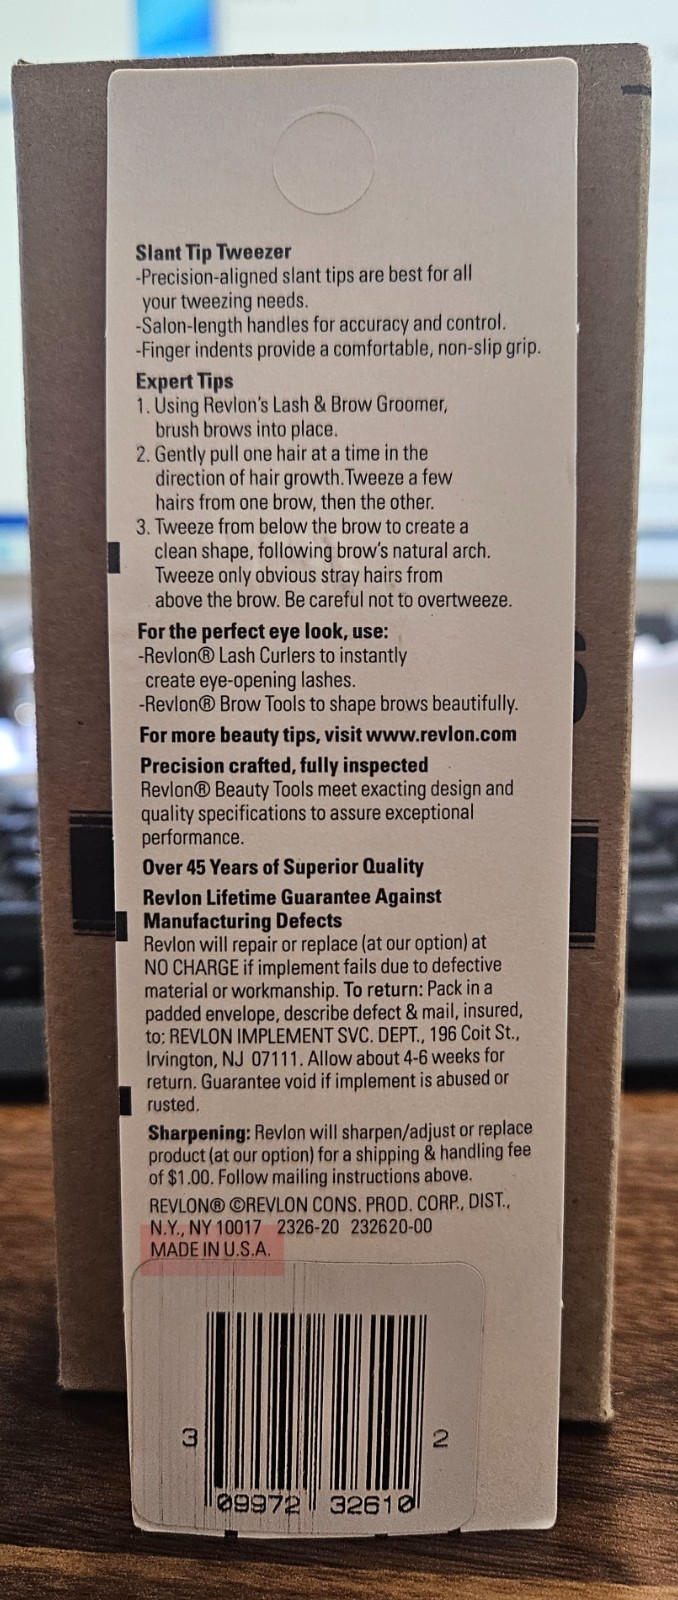 Slant Tip Tweezer
-Precision-aligned slant tips are best for all
your tweezing needs.
-Salon-length handles for accuracy and control.
-Finger indents provide a comfortable, non-slip grip.
Expert Tips
1. Using Revlon's Lash & Brow Groomer,
brush brows into place.
2. Gently pull one hair at a time in the
direction of hair growth.Tweeze a few
hairs from one brow, then the other.
3. Tweeze from below the brow to create a
clean shape, following brow's natural arch.
Tweeze only obvious stray hairs from
above the brow. Be careful not to overtweeze.
For the perfect eye look, use:
-Revlon® Lash Curlers to instantly
create eye-opening lashes.
-Revlon® Brow Tools to shape brows beautifully.
For more beauty tips, visit www.revlon.com
Precision crafted, fully inspected
Revlon® Beauty Tools meet exacting design and
quality specifications to assure exceptional
performance.
Over 45 Years of Superior Quality
Revlon Lifetime Guarantee Against
Manufacturing Defects
Revlon will repair or replace (at our option) at
NO CHARGE if implement fails due to defective
material or workmanship. To return: Pack in a
padded envelope, describe defect & mail, insured,
to: REVLON IMPLEMENT SVC. DEPT., 196 Coit St.,
Irvington, NJ 07111. Allow about 4-6 weeks for
return. Guarantee void if implement is abused or
rusted.
Sharpening: Revlon will sharpen/adjust or replace
product (at our option) for a shipping & handling fee
of $1.00. Follow mailing instructions above.
REVLON® ©REVLON CONS. PROD. CORP., DIST.,
N.Y., NY 10017 2326-20 232620-00
MADE IN U.S.A.
3 09972 32610 2